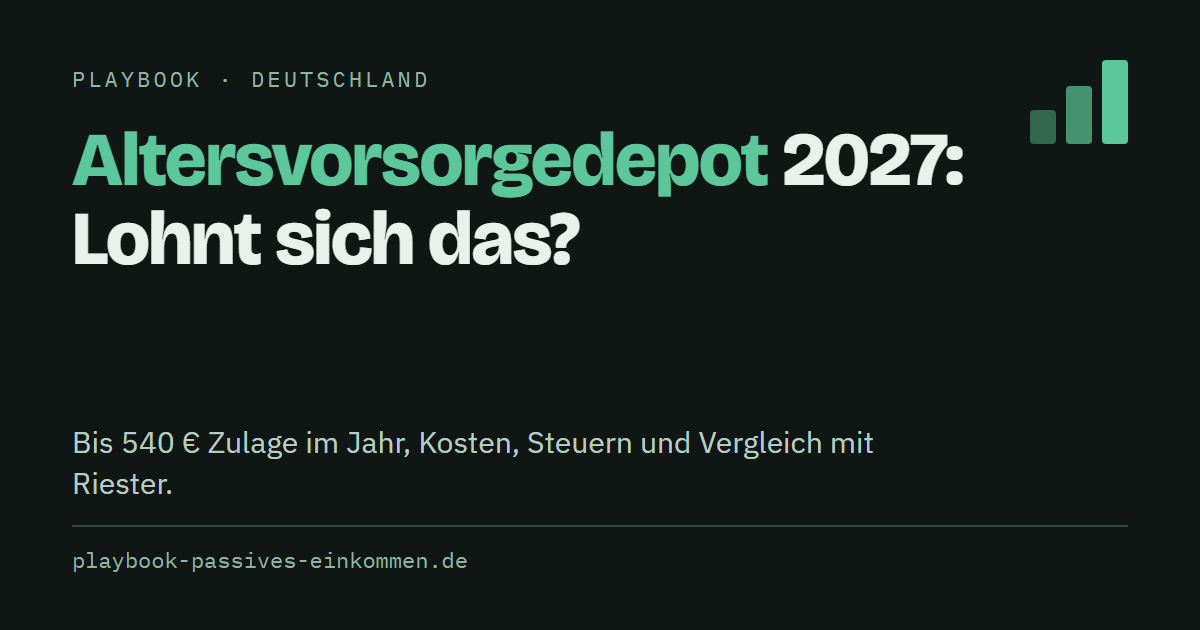 PLAYBOOK · DEUTSCHLAND
Altersvorsorgedepot 2027:
Lohnt sich das?
Bis 540 € Zulage im Jahr, Kosten, Steuern und Vergleich mit
Riester.
playbook-passives-einkommen.de